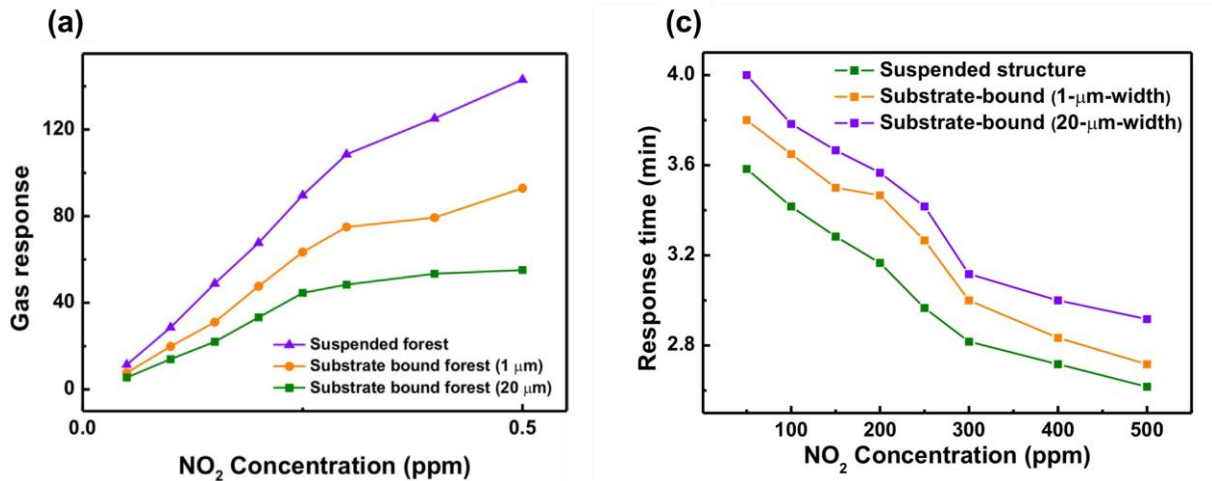 (a)
Gas response
120
80
40
0
0.0
0.5
Suspended forest
Substrate bound forest (1 μm)
Substrate bound forest (20 μm)
NO₂ Concentration (ppm)
(c)
Response time (min)
4.0
3.6
3.2
2.8
Suspended structure
Substrate-bound (1-μm-width)
Substrate-bound (20-μm-width)
100 200 300 400 500
NO₂ Concentration (ppm)